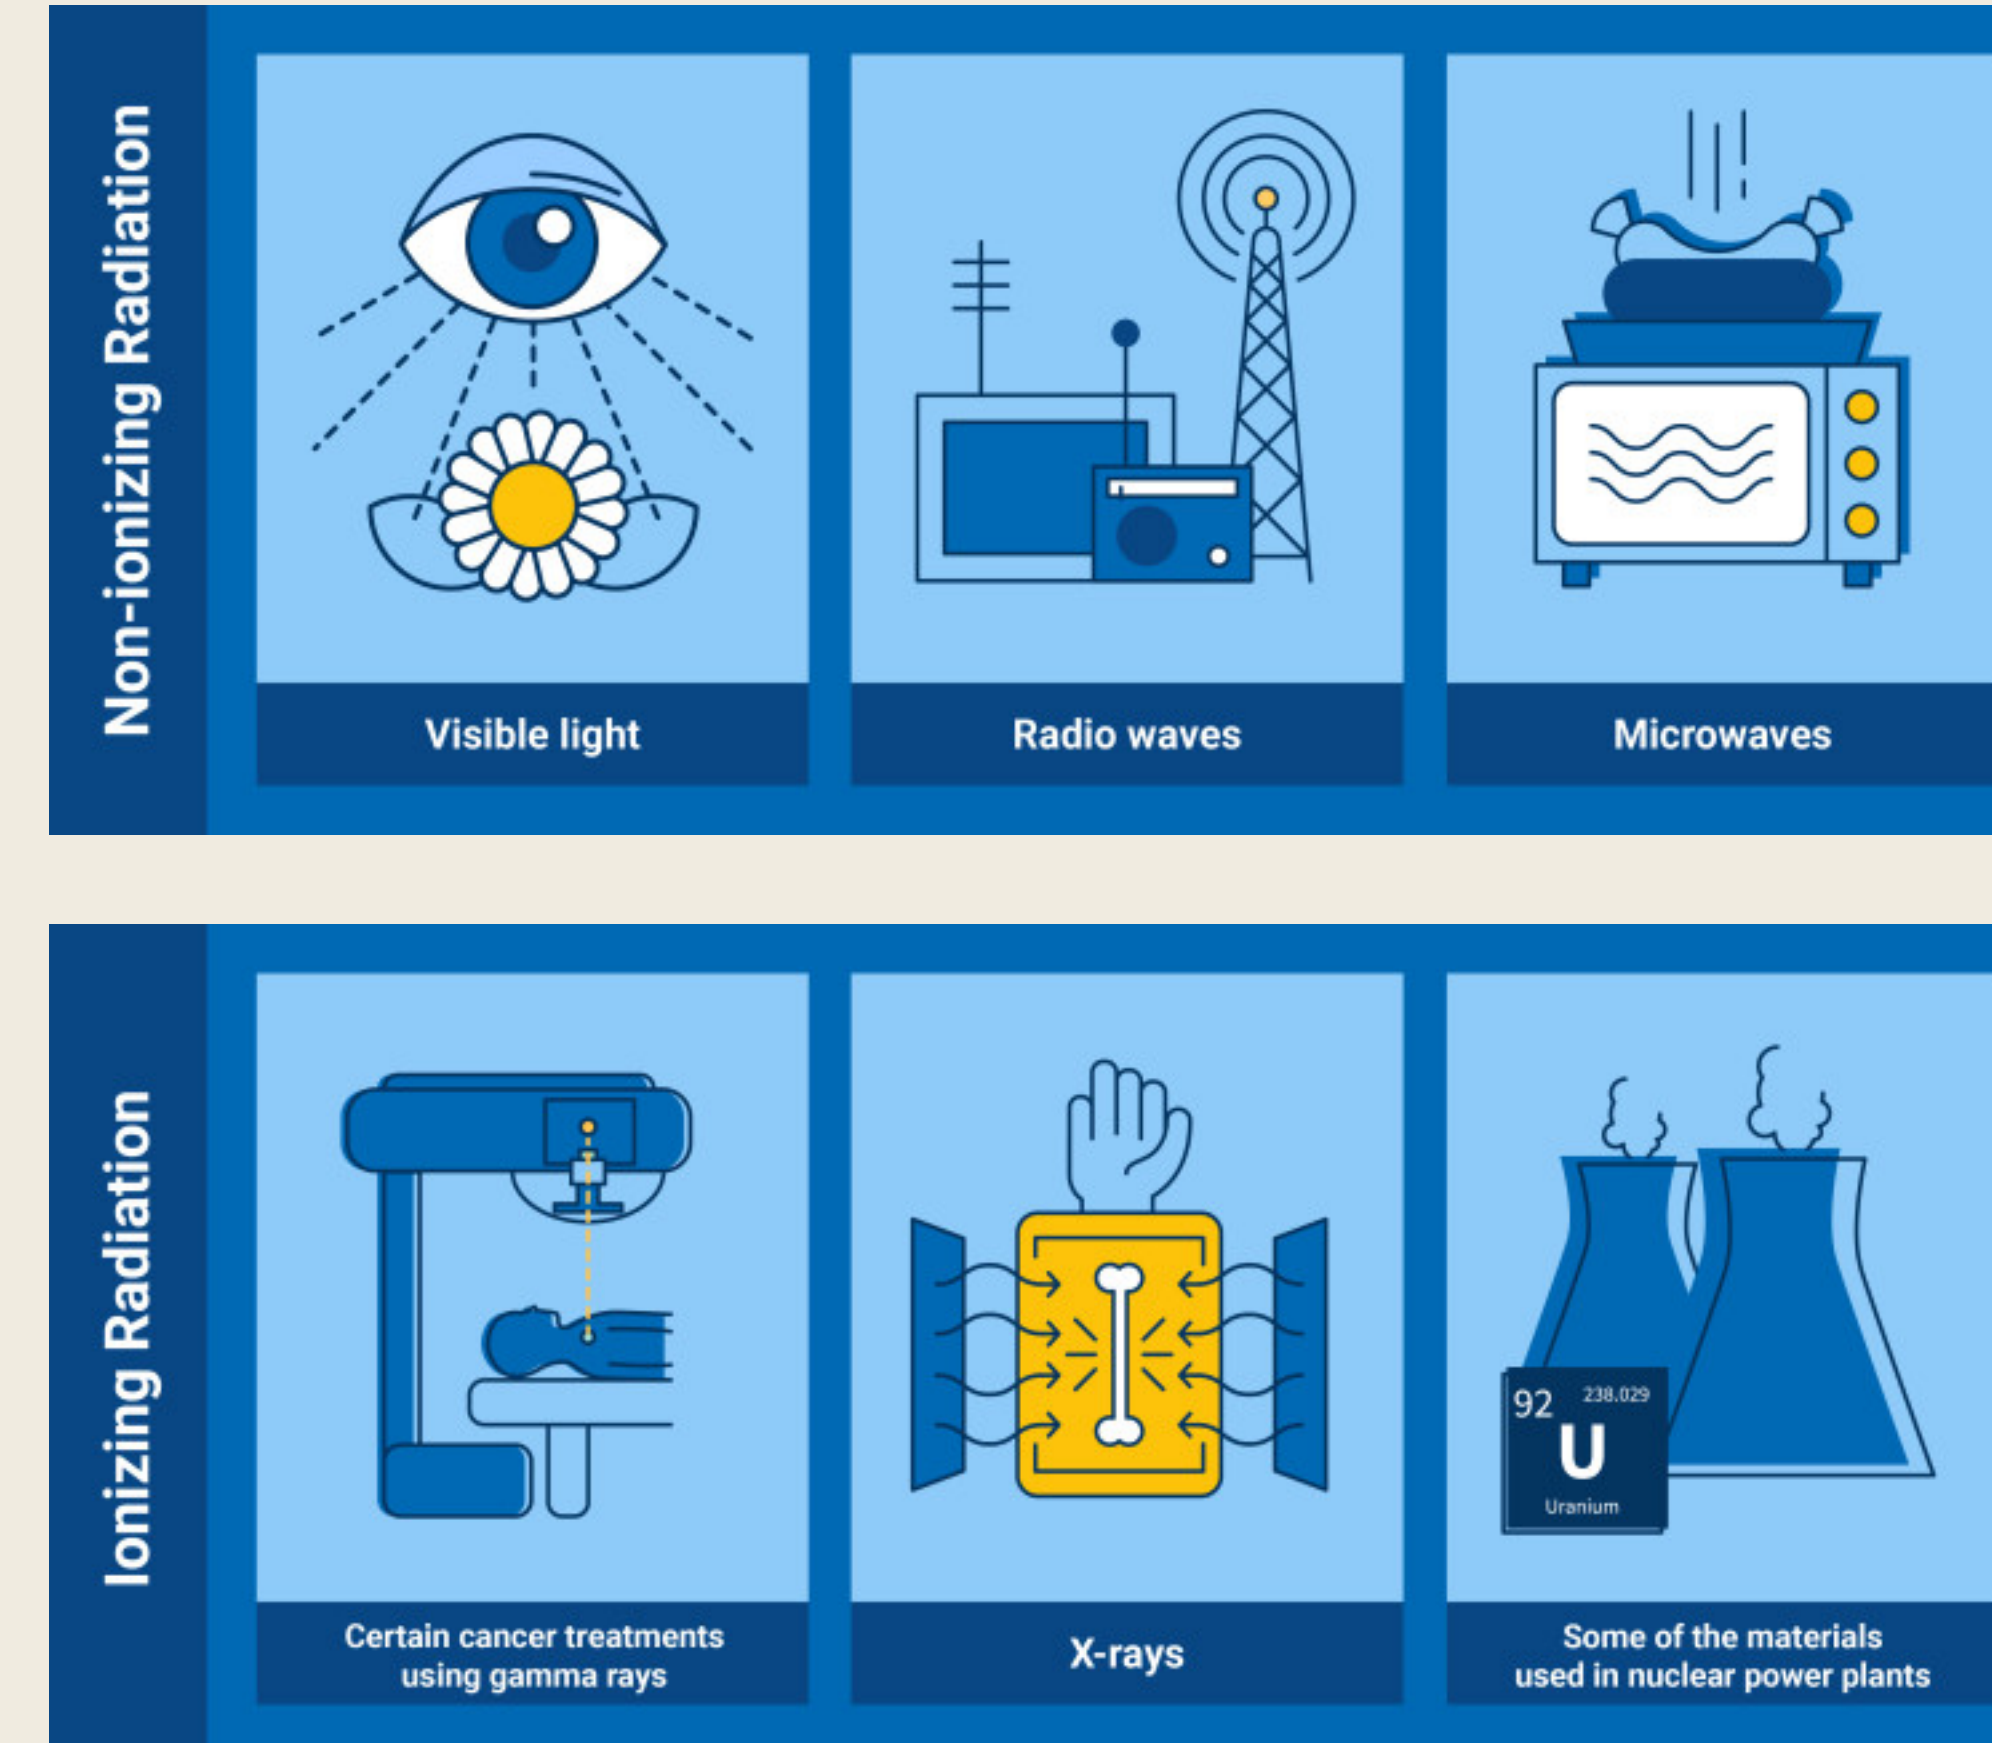 Non-ionizing Radiation
Visible light
Radio waves
Microwaves
Ionizing Radiation
92
238.029
U
Uranium
Certain cancer treatments
using gamma rays
X-rays
Some of the materials
used in nuclear power plants